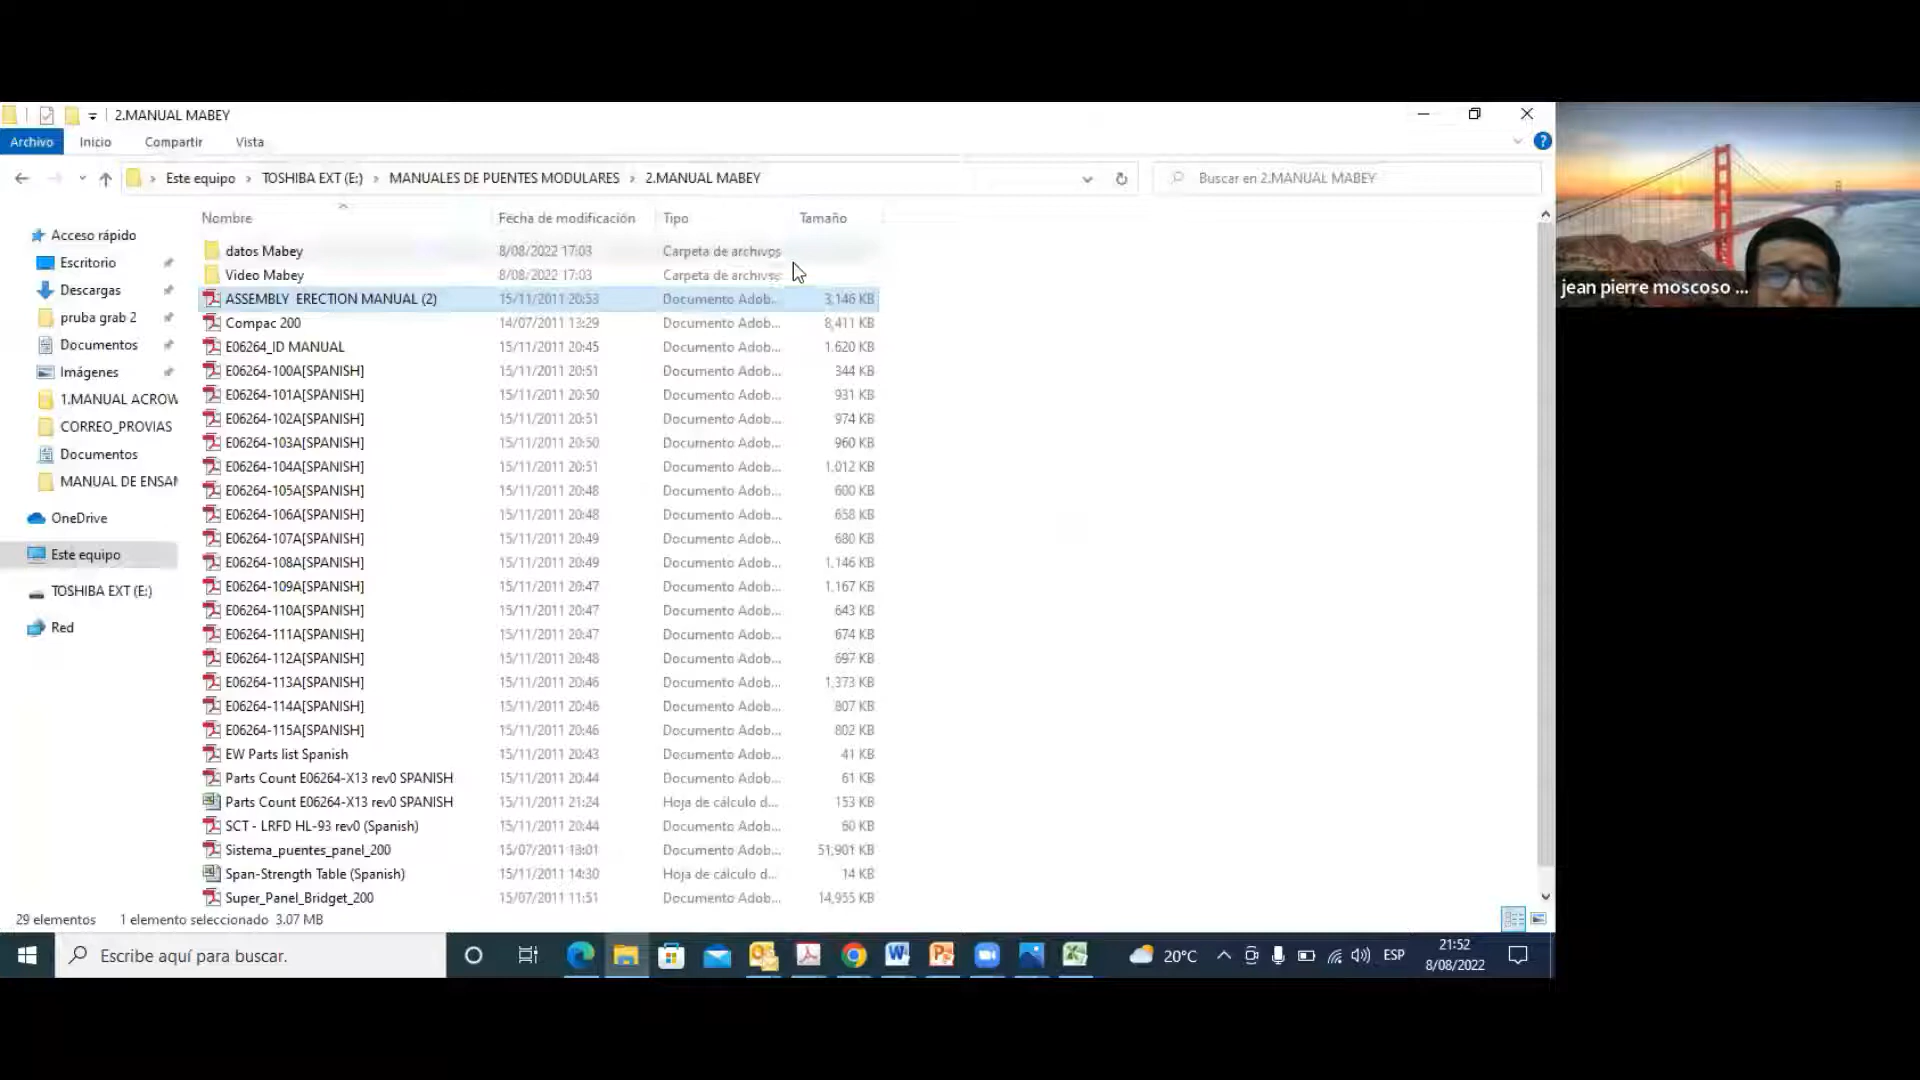 2.MANUAL MABEY
Archivo Inicio Compartir Vista
Este equipo › TOSHIBA EXT (E:) › MANUALES DE PUENTES MODULARES › 2.MANUAL MABEY
Buscar en 2.MANUAL MABEY
Acceso rápido
Escritorio
Descargas
pruba grab 2
Documentos
Imágenes
1.MANUAL ACROW
CORREO_PROVIAS
Documentos
MANUAL DE ENSAM
OneDrive
Este equipo
TOSHIBA EXT (E:)
Red
Nombre Fecha de modificación Tipo Tamaño
datos Mabey 8/08/2022 17:03 Carpeta de archivos
Video Mabey 8/08/2022 17:03 Carpeta de archivos
ASSEMBLY ERECTION MANUAL (2) 15/11/2011 20:53 Documento Adob... 3,146 KB
Compac 200 14/07/2011 13:29 Documento Adob... 8,411 KB
E06264_ID MANUAL 15/11/2011 20:45 Documento Adob... 1,620 KB
E06264-100A[SPANISH] 15/11/2011 20:51 Documento Adob... 344 KB
E06264-101A[SPANISH] 15/11/2011 20:50 Documento Adob... 931 KB
E06264-102A[SPANISH] 15/11/2011 20:51 Documento Adob... 974 KB
E06264-103A[SPANISH] 15/11/2011 20:50 Documento Adob... 960 KB
E06264-104A[SPANISH] 15/11/2011 20:51 Documento Adob... 1,012 KB
E06264-105A[SPANISH] 15/11/2011 20:48 Documento Adob... 600 KB
E06264-106A[SPANISH] 15/11/2011 20:48 Documento Adob... 658 KB
E06264-107A[SPANISH] 15/11/2011 20:49 Documento Adob... 680 KB
E06264-108A[SPANISH] 15/11/2011 20:49 Documento Adob... 1,146 KB
E06264-109A[SPANISH] 15/11/2011 20:47 Documento Adob... 1,167 KB
E06264-110A[SPANISH] 15/11/2011 20:47 Documento Adob... 643 KB
E06264-111A[SPANISH] 15/11/2011 20:47 Documento Adob... 674 KB
E06264-112A[SPANISH] 15/11/2011 20:48 Documento Adob... 697 KB
E06264-113A[SPANISH] 15/11/2011 20:46 Documento Adob... 1,373 KB
E06264-114A[SPANISH] 15/11/2011 20:46 Documento Adob... 807 KB
E06264-115A[SPANISH] 15/11/2011 20:46 Documento Adob... 802 KB
EW Parts list Spanish 15/11/2011 20:43 Documento Adob... 41 KB
Parts Count E06264-X13 rev0 SPANISH 15/11/2011 20:44 Documento Adob... 61 KB
Parts Count E06264-X13 rev0 SPANISH 15/11/2011 21:24 Hoja de cálculo d... 153 KB
SCT - LRFD HL-93 rev0 (Spanish) 15/11/2011 20:44 Documento Adob... 60 KB
Sistema_puentes_panel_200 15/07/2011 13:01 Documento Adob... 51,901 KB
Span-Strength Table (Spanish) 15/11/2011 14:30 Hoja de cálculo d... 14 KB
Super_Panel_Bridget_200 15/07/2011 11:51 Documento Adob... 14,955 KB
29 elementos 1 elemento seleccionado 3.07 MB
Escribe aquí para buscar.
20°C
ESP
21:52
8/08/2022
jean pierre moscoso ...